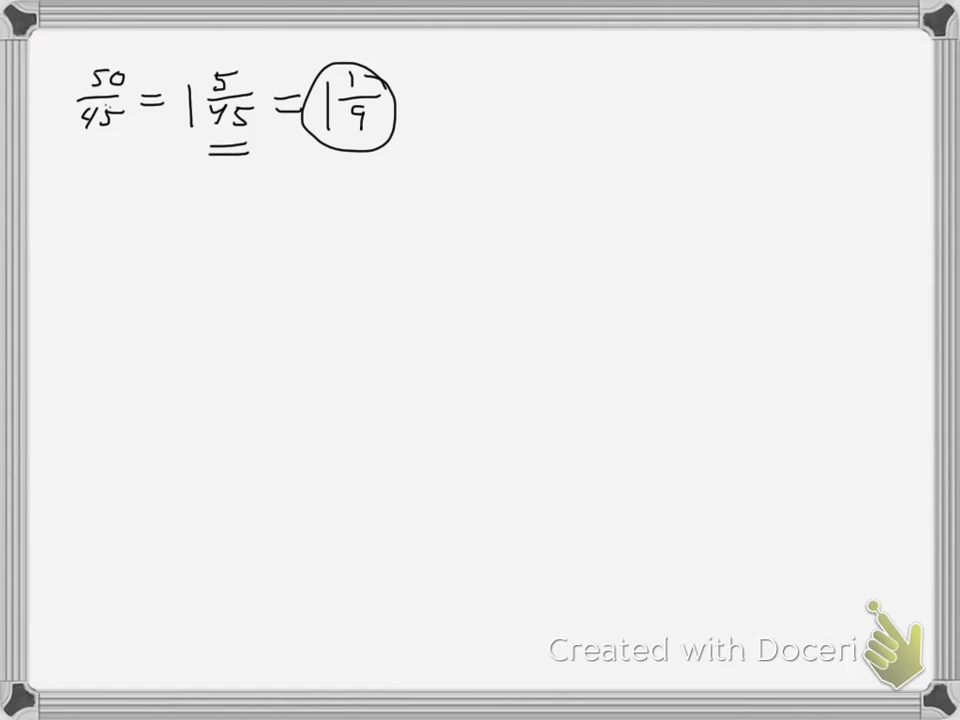 50/45 = 1 5/45 = 1 1/9
Created with Doceri